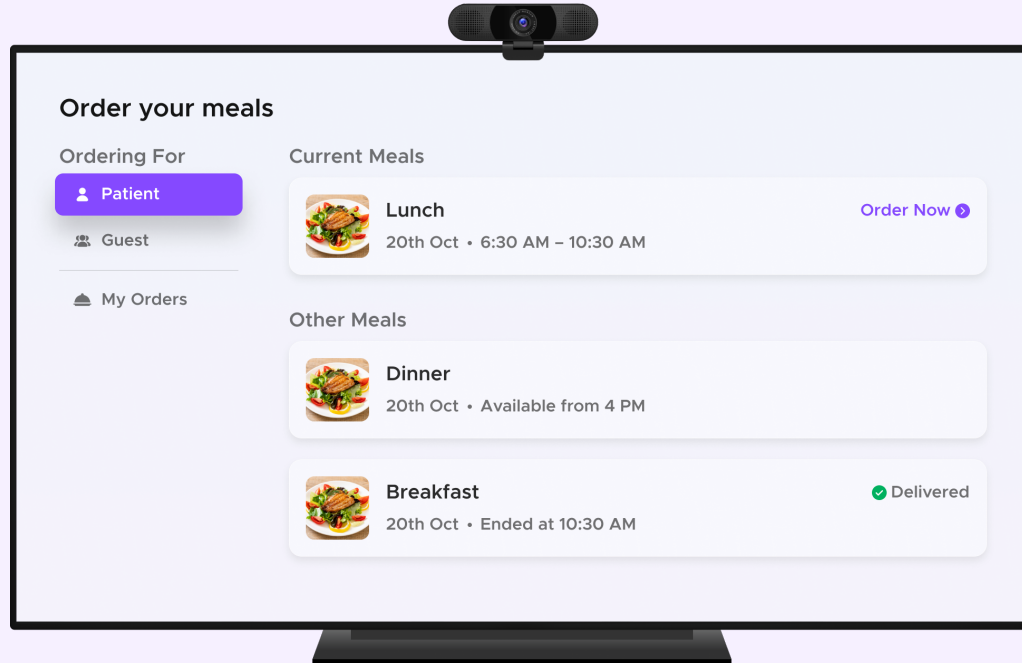 Order your meals
Ordering For
Patient
Guest
My Orders
Current Meals
Lunch
20th Oct • 6:30 AM – 10:30 AM
Order Now
Other Meals
Dinner
20th Oct • Available from 4 PM
Breakfast
20th Oct • Ended at 10:30 AM
Delivered